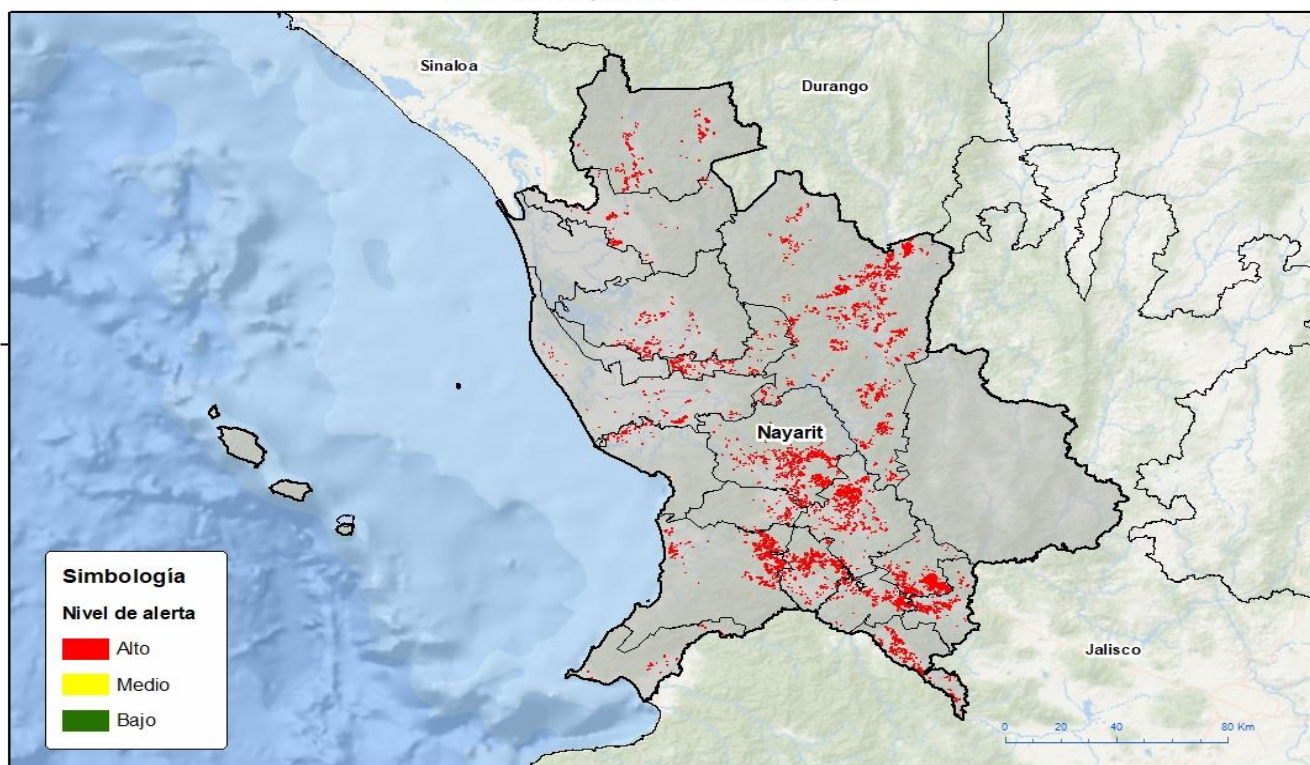 Sinaloa
Durango
Nayarit
Jalisco
Simbología
Nivel de alerta
Alto
Medio
Bajo
0 20 40 80 Km